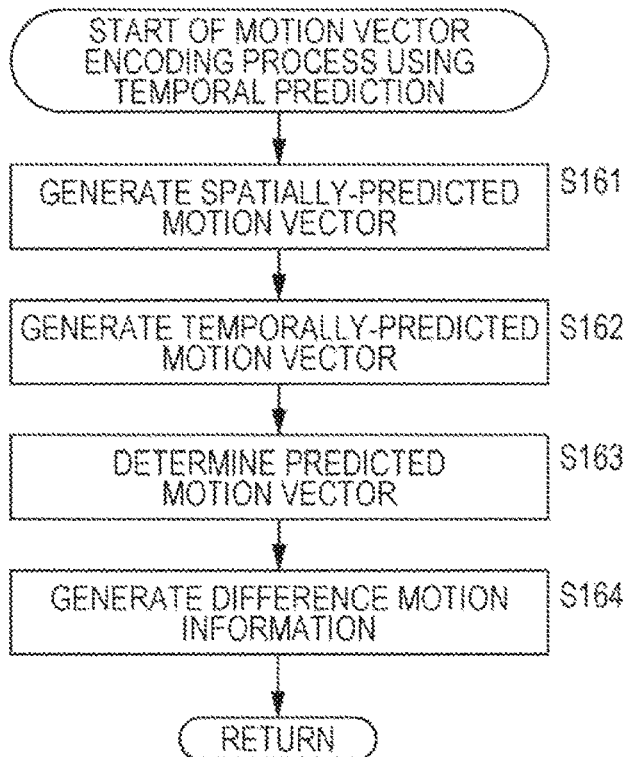 START OF MOTION VECTOR
ENCODING PROCESS USING
TEMPORAL PREDICTION
GENERATE SPATIALLY-PREDICTED
MOTION VECTOR
S161
GENERATE TEMPORALLY-PREDICTED
MOTION VECTOR
S162
DETERMINE PREDICTED
MOTION VECTOR
S163
GENERATE DIFFERENCE MOTION
INFORMATION
S164
RETURN